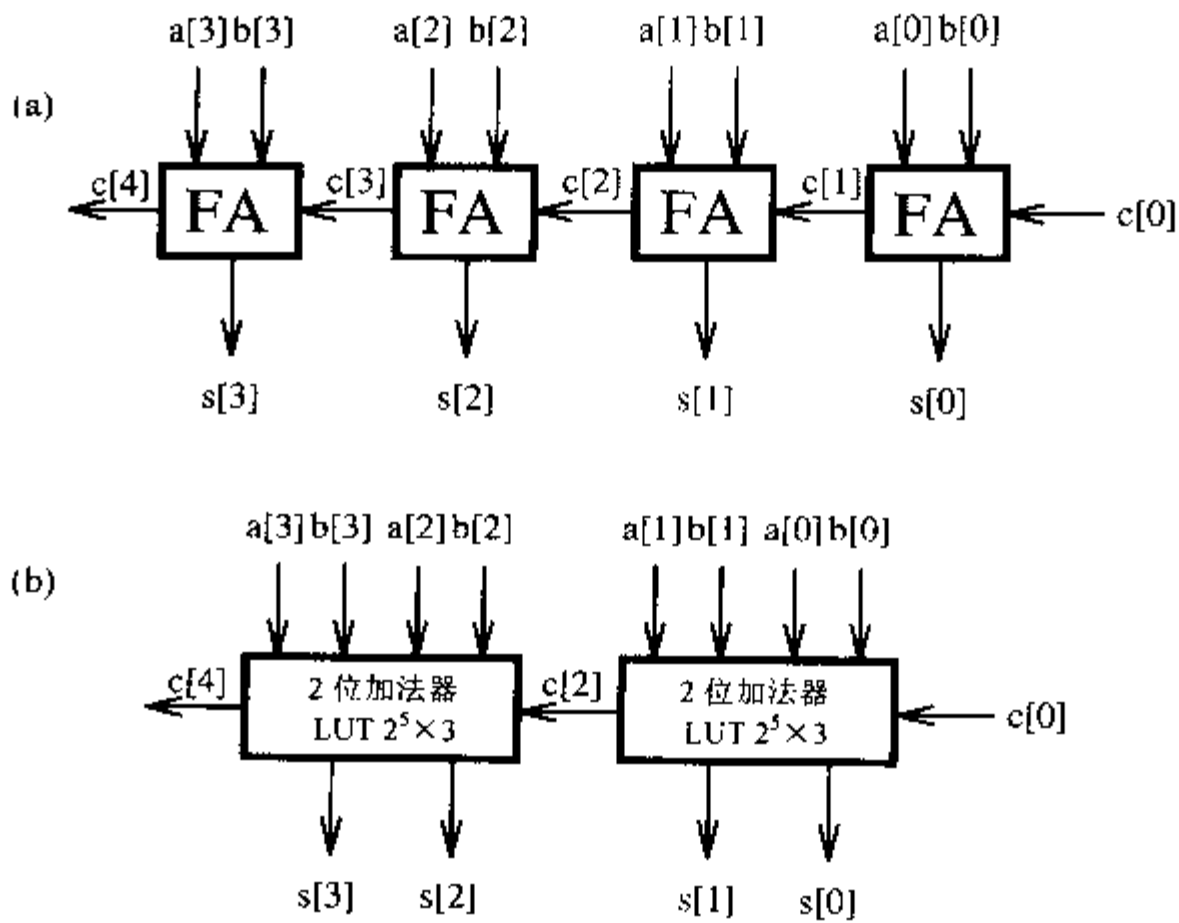 a[3] b[3] a[2] b[2] a[1] b[1] a[0] b[0]
(a)
c[4] FA c[3] FA c[2] FA c[1] FA c[0]
s[3] s[2] s[1] s[0]
a[3] b[3] a[2] b[2] a[1] b[1] a[0] b[0]
(b)
c[4] 2 位加法器 c[2] 2 位加法器 c[0]
LUT 2⁵×3 LUT 2⁵×3
s[3] s[2] s[1] s[0]